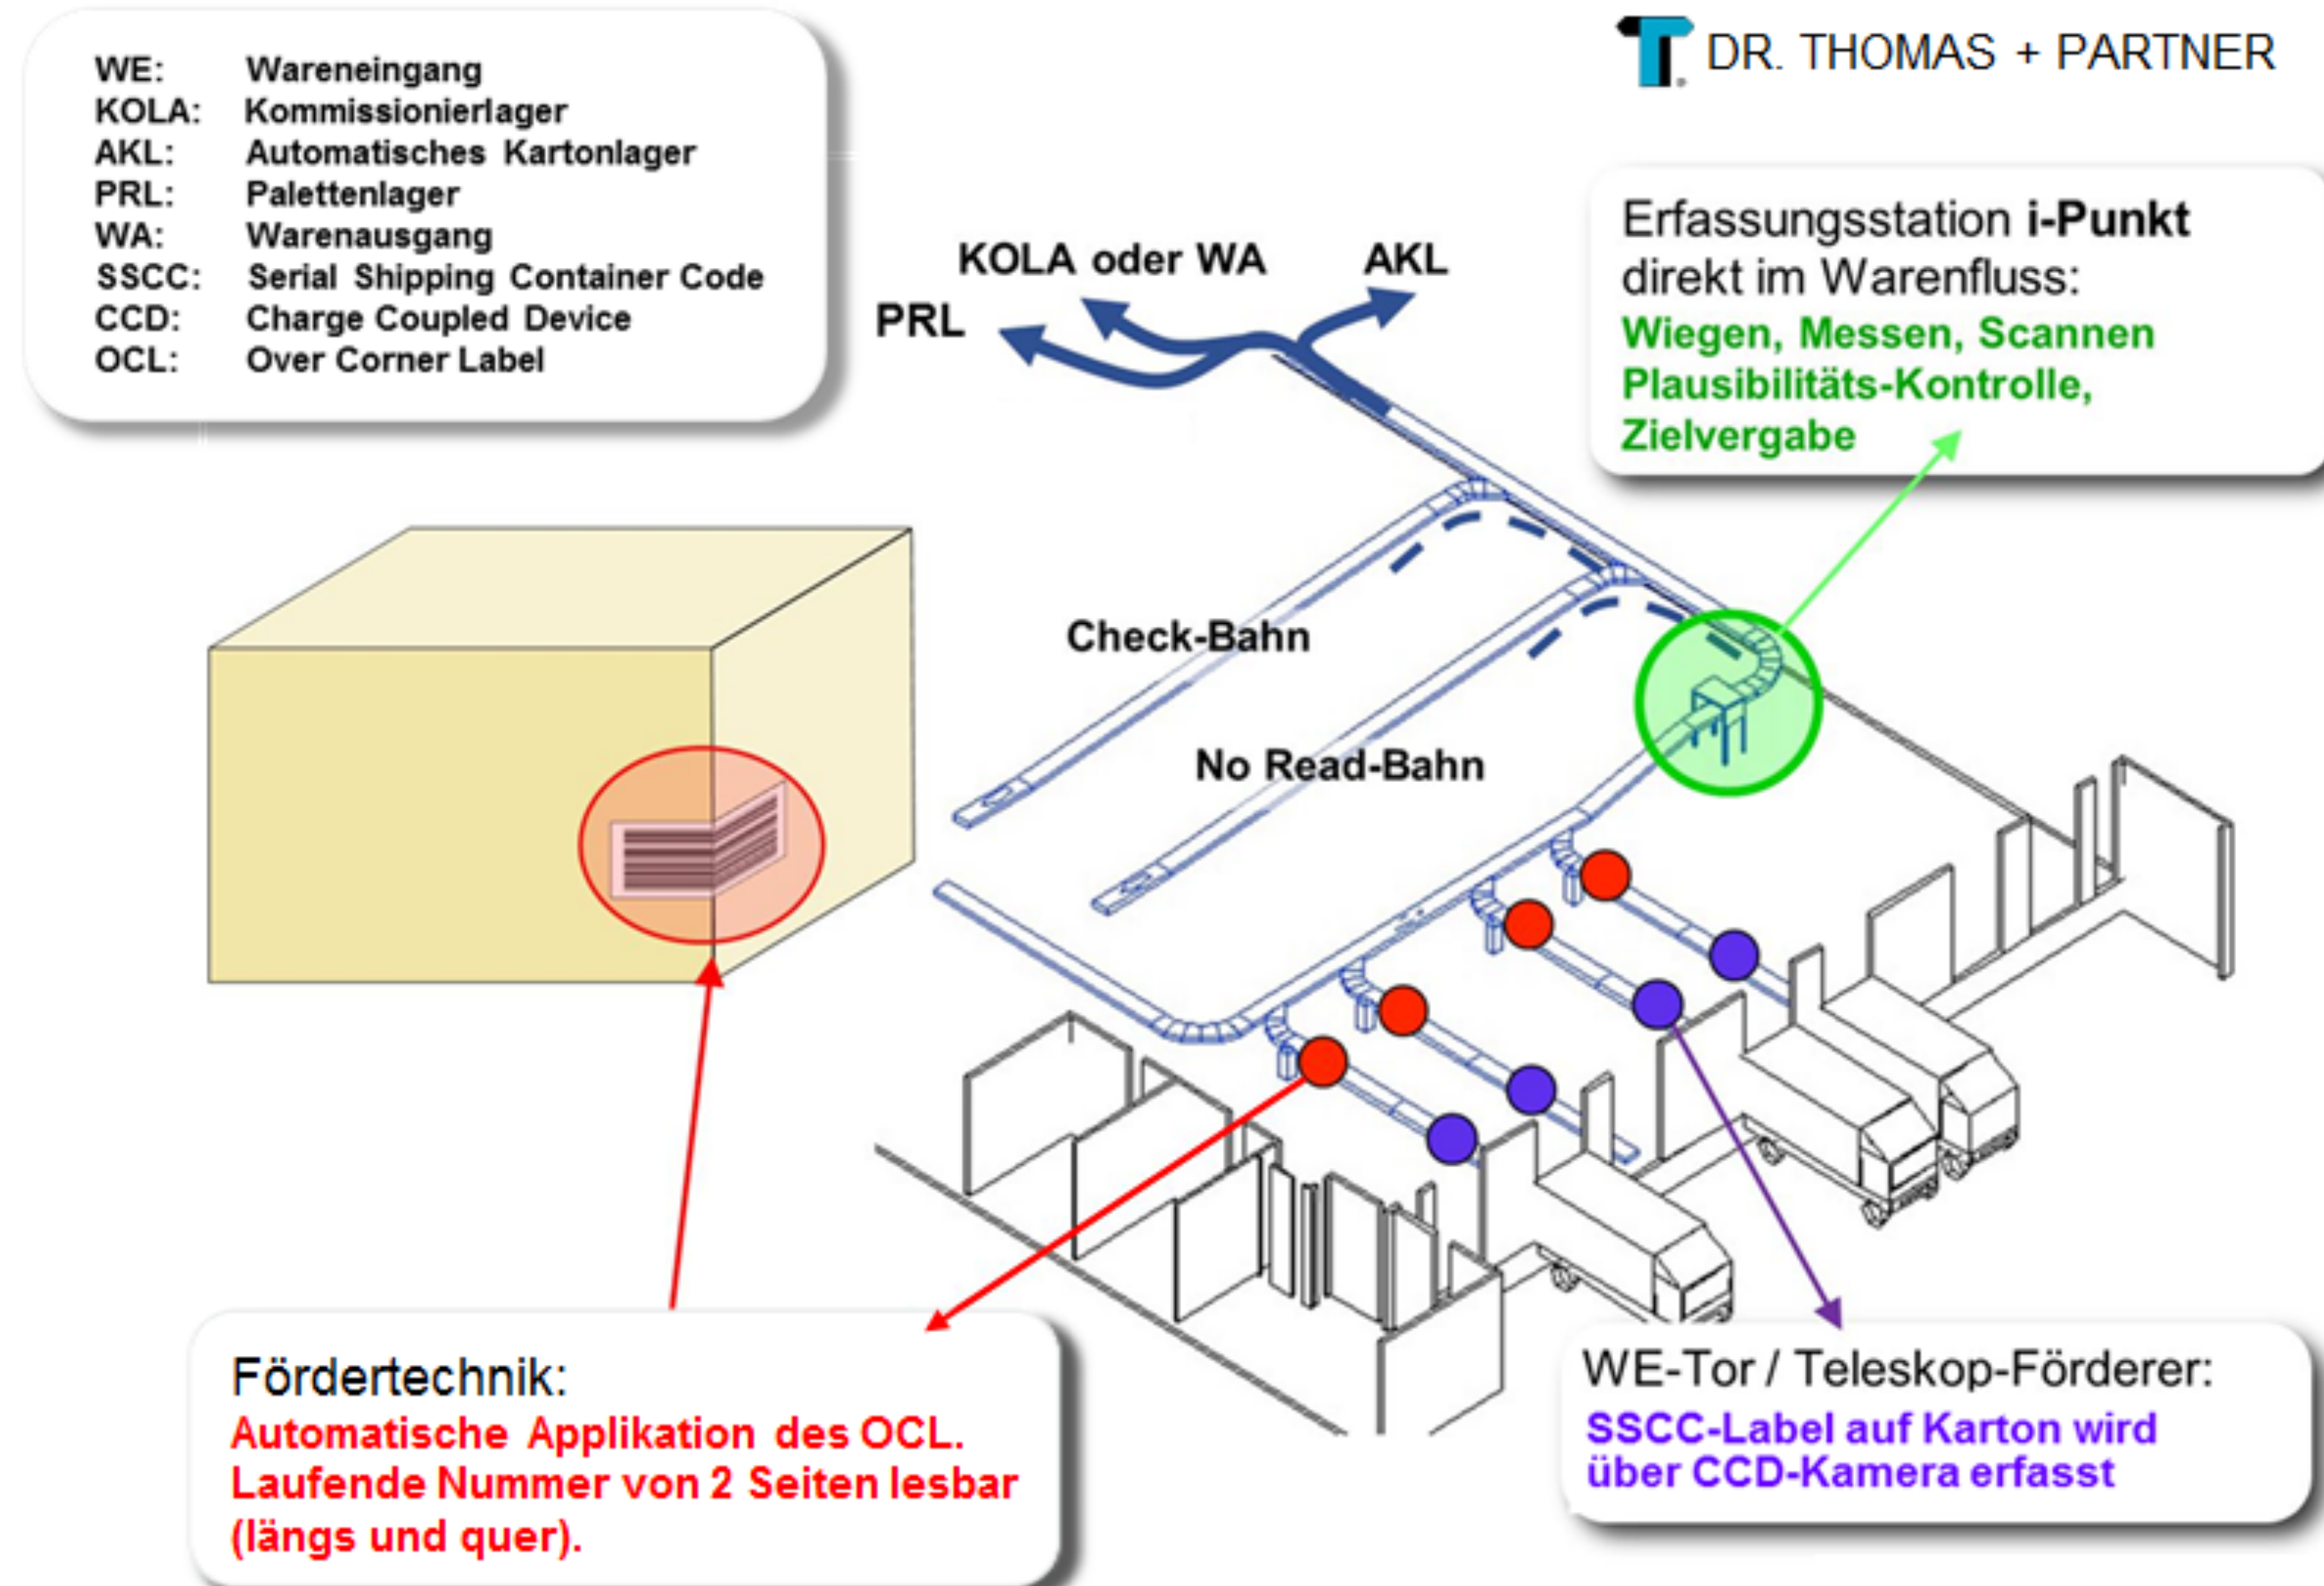 WE: Wareneingang
KOLA: Kommissionierlager
AKL: Automatisches Kartonlager
PRL: Palettenlager
WA: Warenausgang
SSCC: Serial Shipping Container Code
CCD: Charge Coupled Device
OCL: Over Corner Label
DR. THOMAS + PARTNER
Erfassungsstation i-Punkt
direkt im Warenfluss:
Wiegen, Messen, Scannen
Plausibilitäts-Kontrolle,
Zielvergabe
KOLA oder WA
AKL
PRL
Check-Bahn
No Read-Bahn
Fördertechnik:
Automatische Applikation des OCL.
Laufende Nummer von 2 Seiten lesbar
(längs und quer).
WE-Tor / Teleskop-Förderer:
SSCC-Label auf Karton wird
über CCD-Kamera erfasst